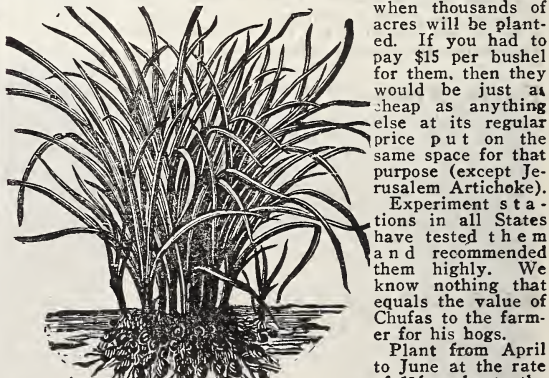 when thousands of
acres will be plant-
ed. If you had to
pay $15 per bushel
for them, then they
would be just as
cheap as anything
else at its regular
price put on the
same space for that
purpose (except Je-
rusalem Artichoke).
Experiment sta-
tions in all States
have tested them
and recommended
them highly. We
know nothing that
equals the value of
Chufas to the farm-
er for his hogs.
Plant from April
to June at the rate